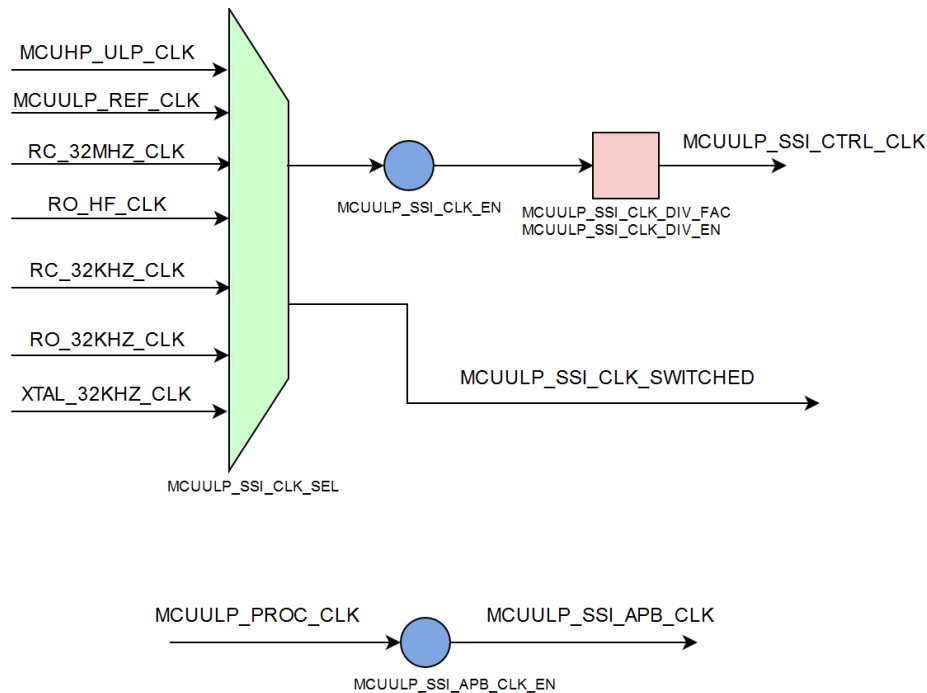 MCUHP_ULP_CLK
MCUULP_REF_CLK
RC_32MHZ_CLK
MCUULP_SSI_CTRL_CLK
RO_HF_CLK
MCUULP_SSI_CLK_EN
MCUULP_SSI_CLK_DIV_FAC
MCUULP_SSI_CLK_DIV_EN
RC_32KHZ_CLK
RO_32KHZ_CLK
XTAL_32KHZ_CLK
MCUULP_SSI_CLK_SWITCHED
MCUULP_SSI_CLK_SEL
MCUULP_PROC_CLK
MCUULP_SSI_APB_CLK
MCUULP_SSI_APB_CLK_EN